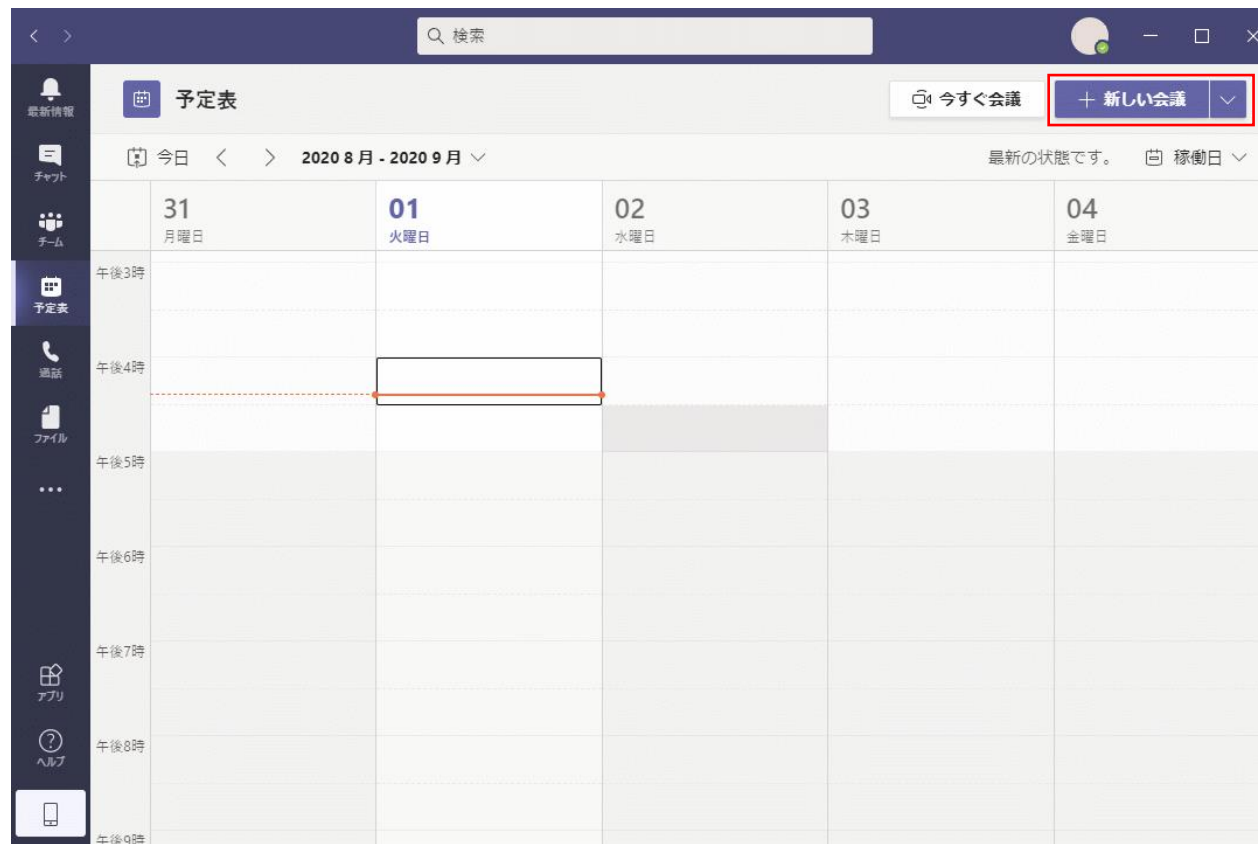 検索
最新情報
予定表
今すぐ会議
新しい会議
チャット
今日
2020 8 月 - 2020 9 月
最新の状態です。
稼働日
チーム
31
01
02
03
04
月曜日
火曜日
水曜日
木曜日
金曜日
予定表
午後3時
通話
午後4時
ファイル
午後5時
午後6時
午後7時
アプリ
午後8時
ヘルプ
午後9時